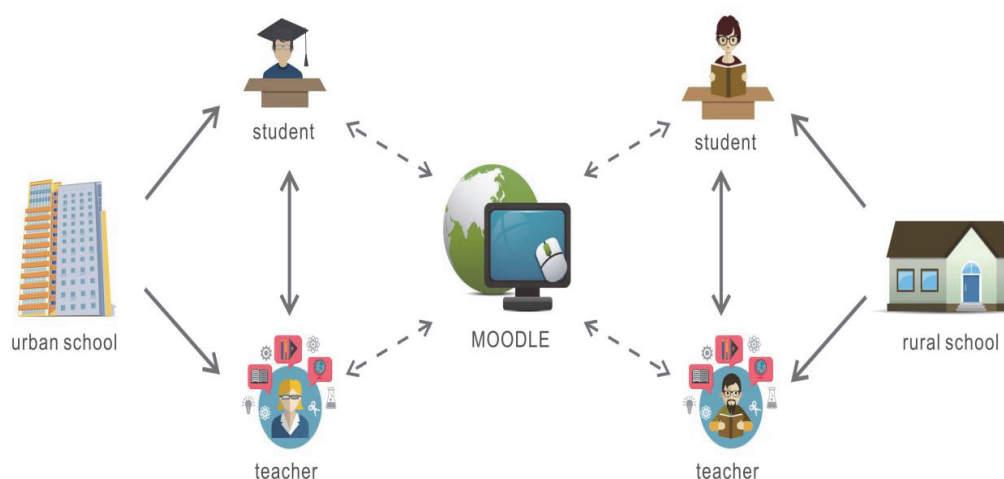 student
student
urban school
MOODLE
rural school
teacher
teacher